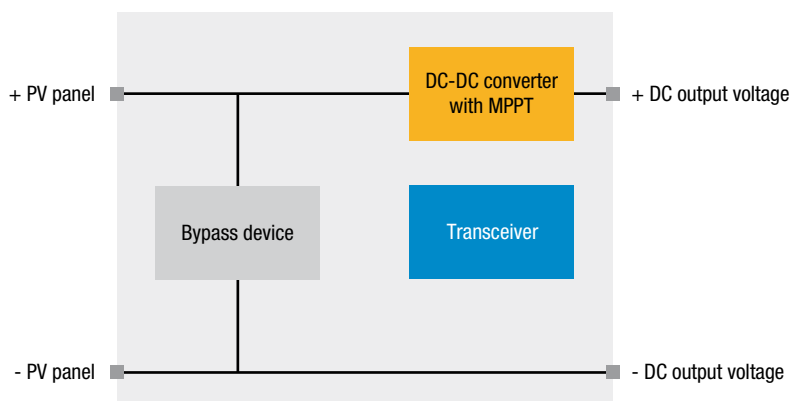 + PV panel
DC-DC converter
with MPPT
+ DC output voltage
Bypass device
Transceiver
- PV panel
- DC output voltage